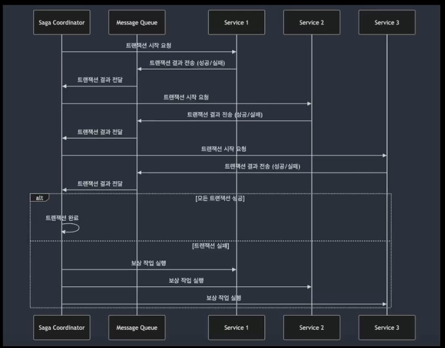 Saga Coordinator
Message Queue
Service 1
Service 2
Service 3
트랜잭션 시작 요청
트랜잭션 결과 전송 (성공/실패)
트랜잭션 결과 전달
트랜잭션 시작 요청
트랜잭션 결과 전송 (성공/실패)
트랜잭션 결과 전달
트랜잭션 시작 요청
트랜잭션 결과 전송 (성공/실패)
트랜잭션 결과 전달
alt
[모든 트랜잭션 성공]
트랜잭션 완료
[트랜잭션 실패]
보상 작업 실행
보상 작업 실행
보상 작업 실행
Saga Coordinator
Message Queue
Service 1
Service 2
Service 3